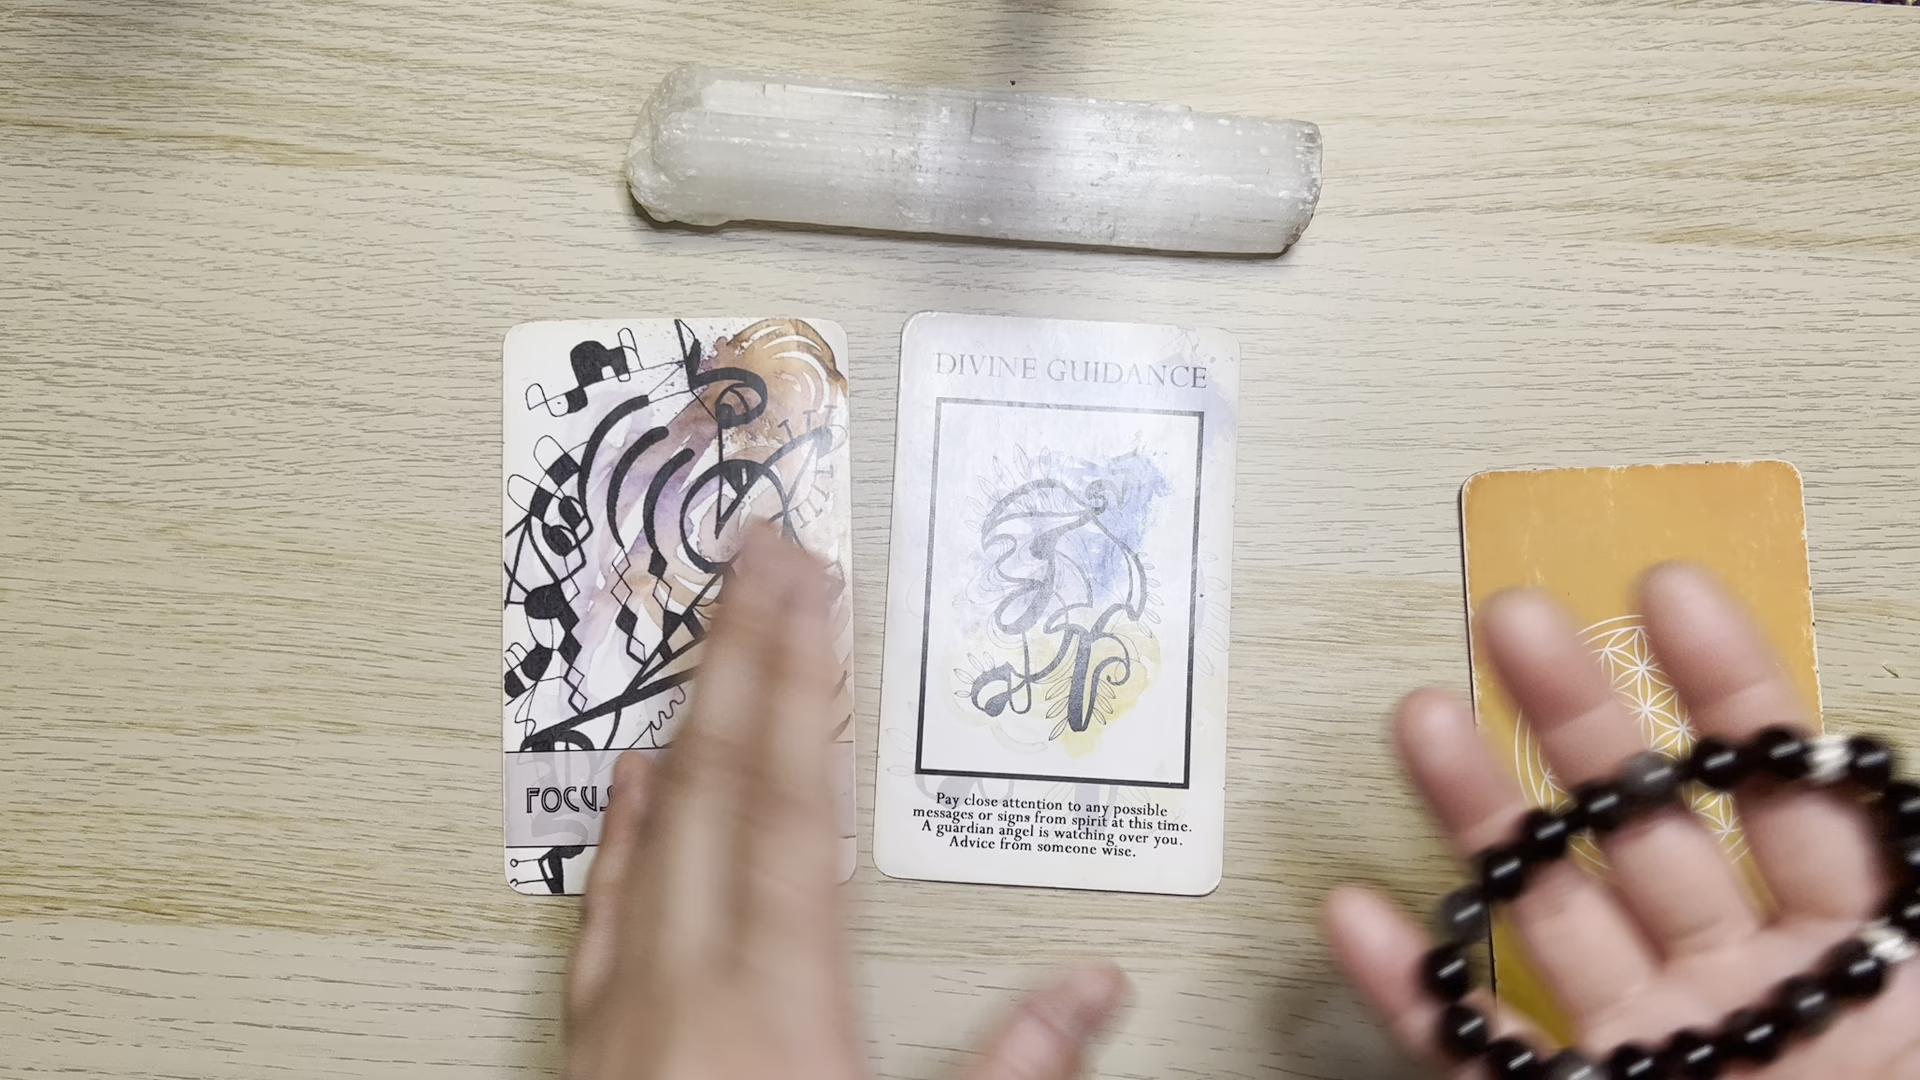 FOCUS
DIVINE GUIDANCE
Pay close attention to any possible
messages or signs from spirit at this time.
A guardian angel is watching over you.
Advice from someone wise.